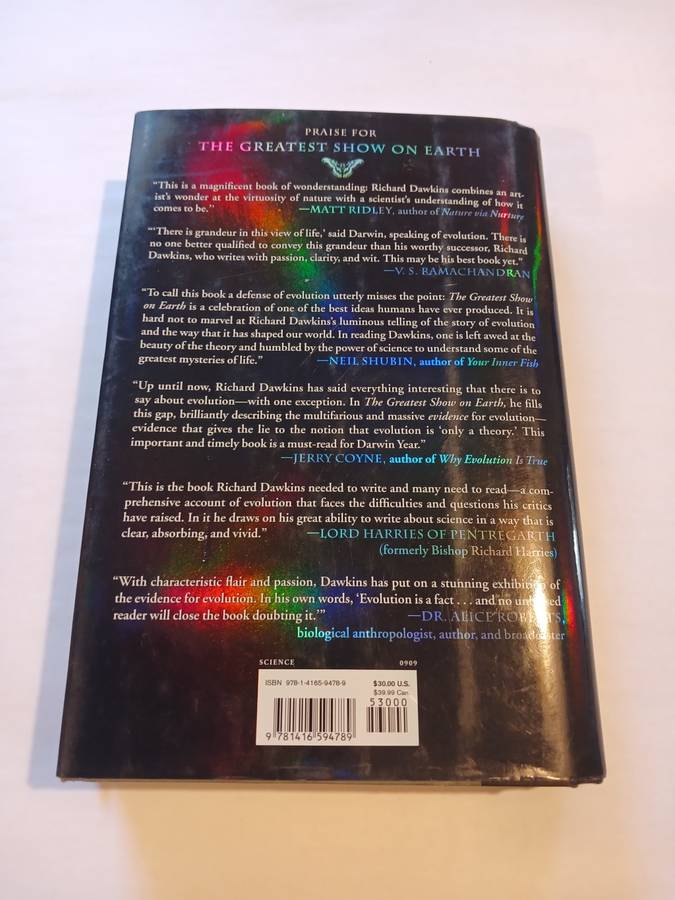 PRAISE FOR
THE GREATEST SHOW ON EARTH
“This is a magnificent book of wonderstanding: Richard Dawkins combines an art-
ist’s wonder at the virtuosity of nature with a scientist’s understanding of how it
comes to be.” —MATT RIDLEY, author of Nature via Nurture
“‘There is grandeur in this view of life,’ said Darwin, speaking of evolution. There is
no one better qualified to convey this grandeur than his worthy successor, Richard
Dawkins, who writes with passion, clarity, and wit. This may be his best book yet.”
—V. S. RAMACHANDRAN
“To call this book a defense of evolution utterly misses the point: The Greatest Show
on Earth is a celebration of one of the best ideas humans have ever produced. It is
hard not to marvel at Richard Dawkins’s luminous telling of the story of evolution
and the way that it has shaped our world. In reading Dawkins, one is left awed at the
beauty of the theory and humbled by the power of science to understand some of the
greatest mysteries of life.” —NEIL SHUBIN, author of Your Inner Fish
“Up until now, Richard Dawkins has said everything interesting that there is to
say about evolution—with one exception. In The Greatest Show on Earth, he fills
this gap, brilliantly describing the multifarious and massive evidence for evolution—
evidence that gives the lie to the notion that evolution is ‘only a theory.’ This
important and timely book is a must-read for Darwin Year.”
—JERRY COYNE, author of Why Evolution Is True
“This is the book Richard Dawkins needed to write and many need to read—a com-
prehensive account of evolution that faces the difficulties and questions his critics
have raised. In it he draws on his great ability to write about science in a way that is
clear, absorbing, and vivid.” —LORD HARRIES OF PENTREGARTH
(formerly Bishop Richard Harries)
“With characteristic flair and passion, Dawkins has put on a stunning exhibition of
the evidence for evolution. In his own words, ‘Evolution is a fact . . . and no unbiased
reader will close the book doubting it.’” —DR. ALICE ROBERTS,
biological anthropologist, author, and broadcaster
SCIENCE 0909
ISBN 978-1-4165-9478-9 $30.00 U.S.
$39.99 Can.
53000
9 781416 594789